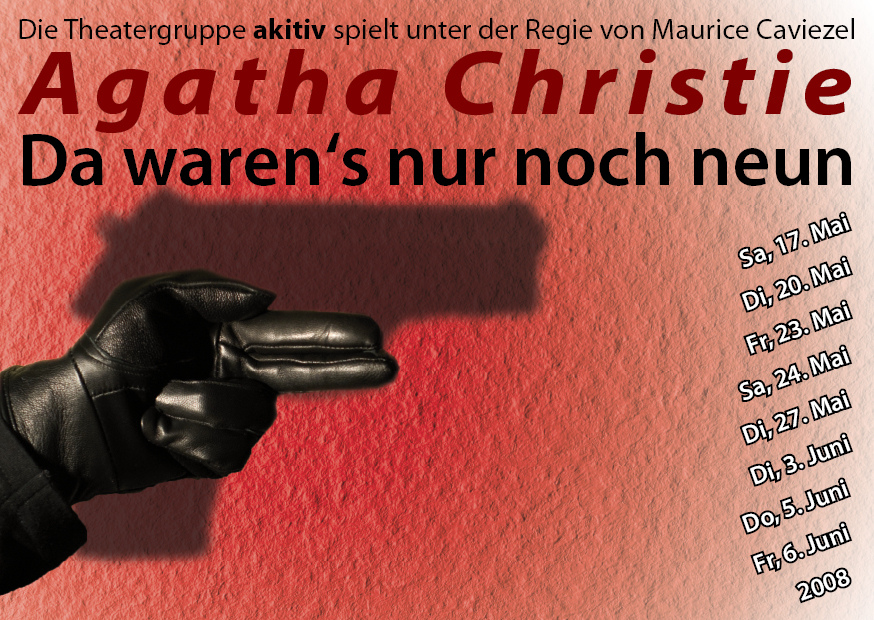 Die Theatergruppe akitiv spielt unter der Regie von Maurice Caviezel
Agatha Christie
Da waren‘s nur noch neun
Sa, 17. Mai
Di, 20. Mai
Fr, 23. Mai
Sa, 24. Mai
Di, 27. Mai
Di, 3. Juni
Do, 5. Juni
Fr, 6. Juni
2008